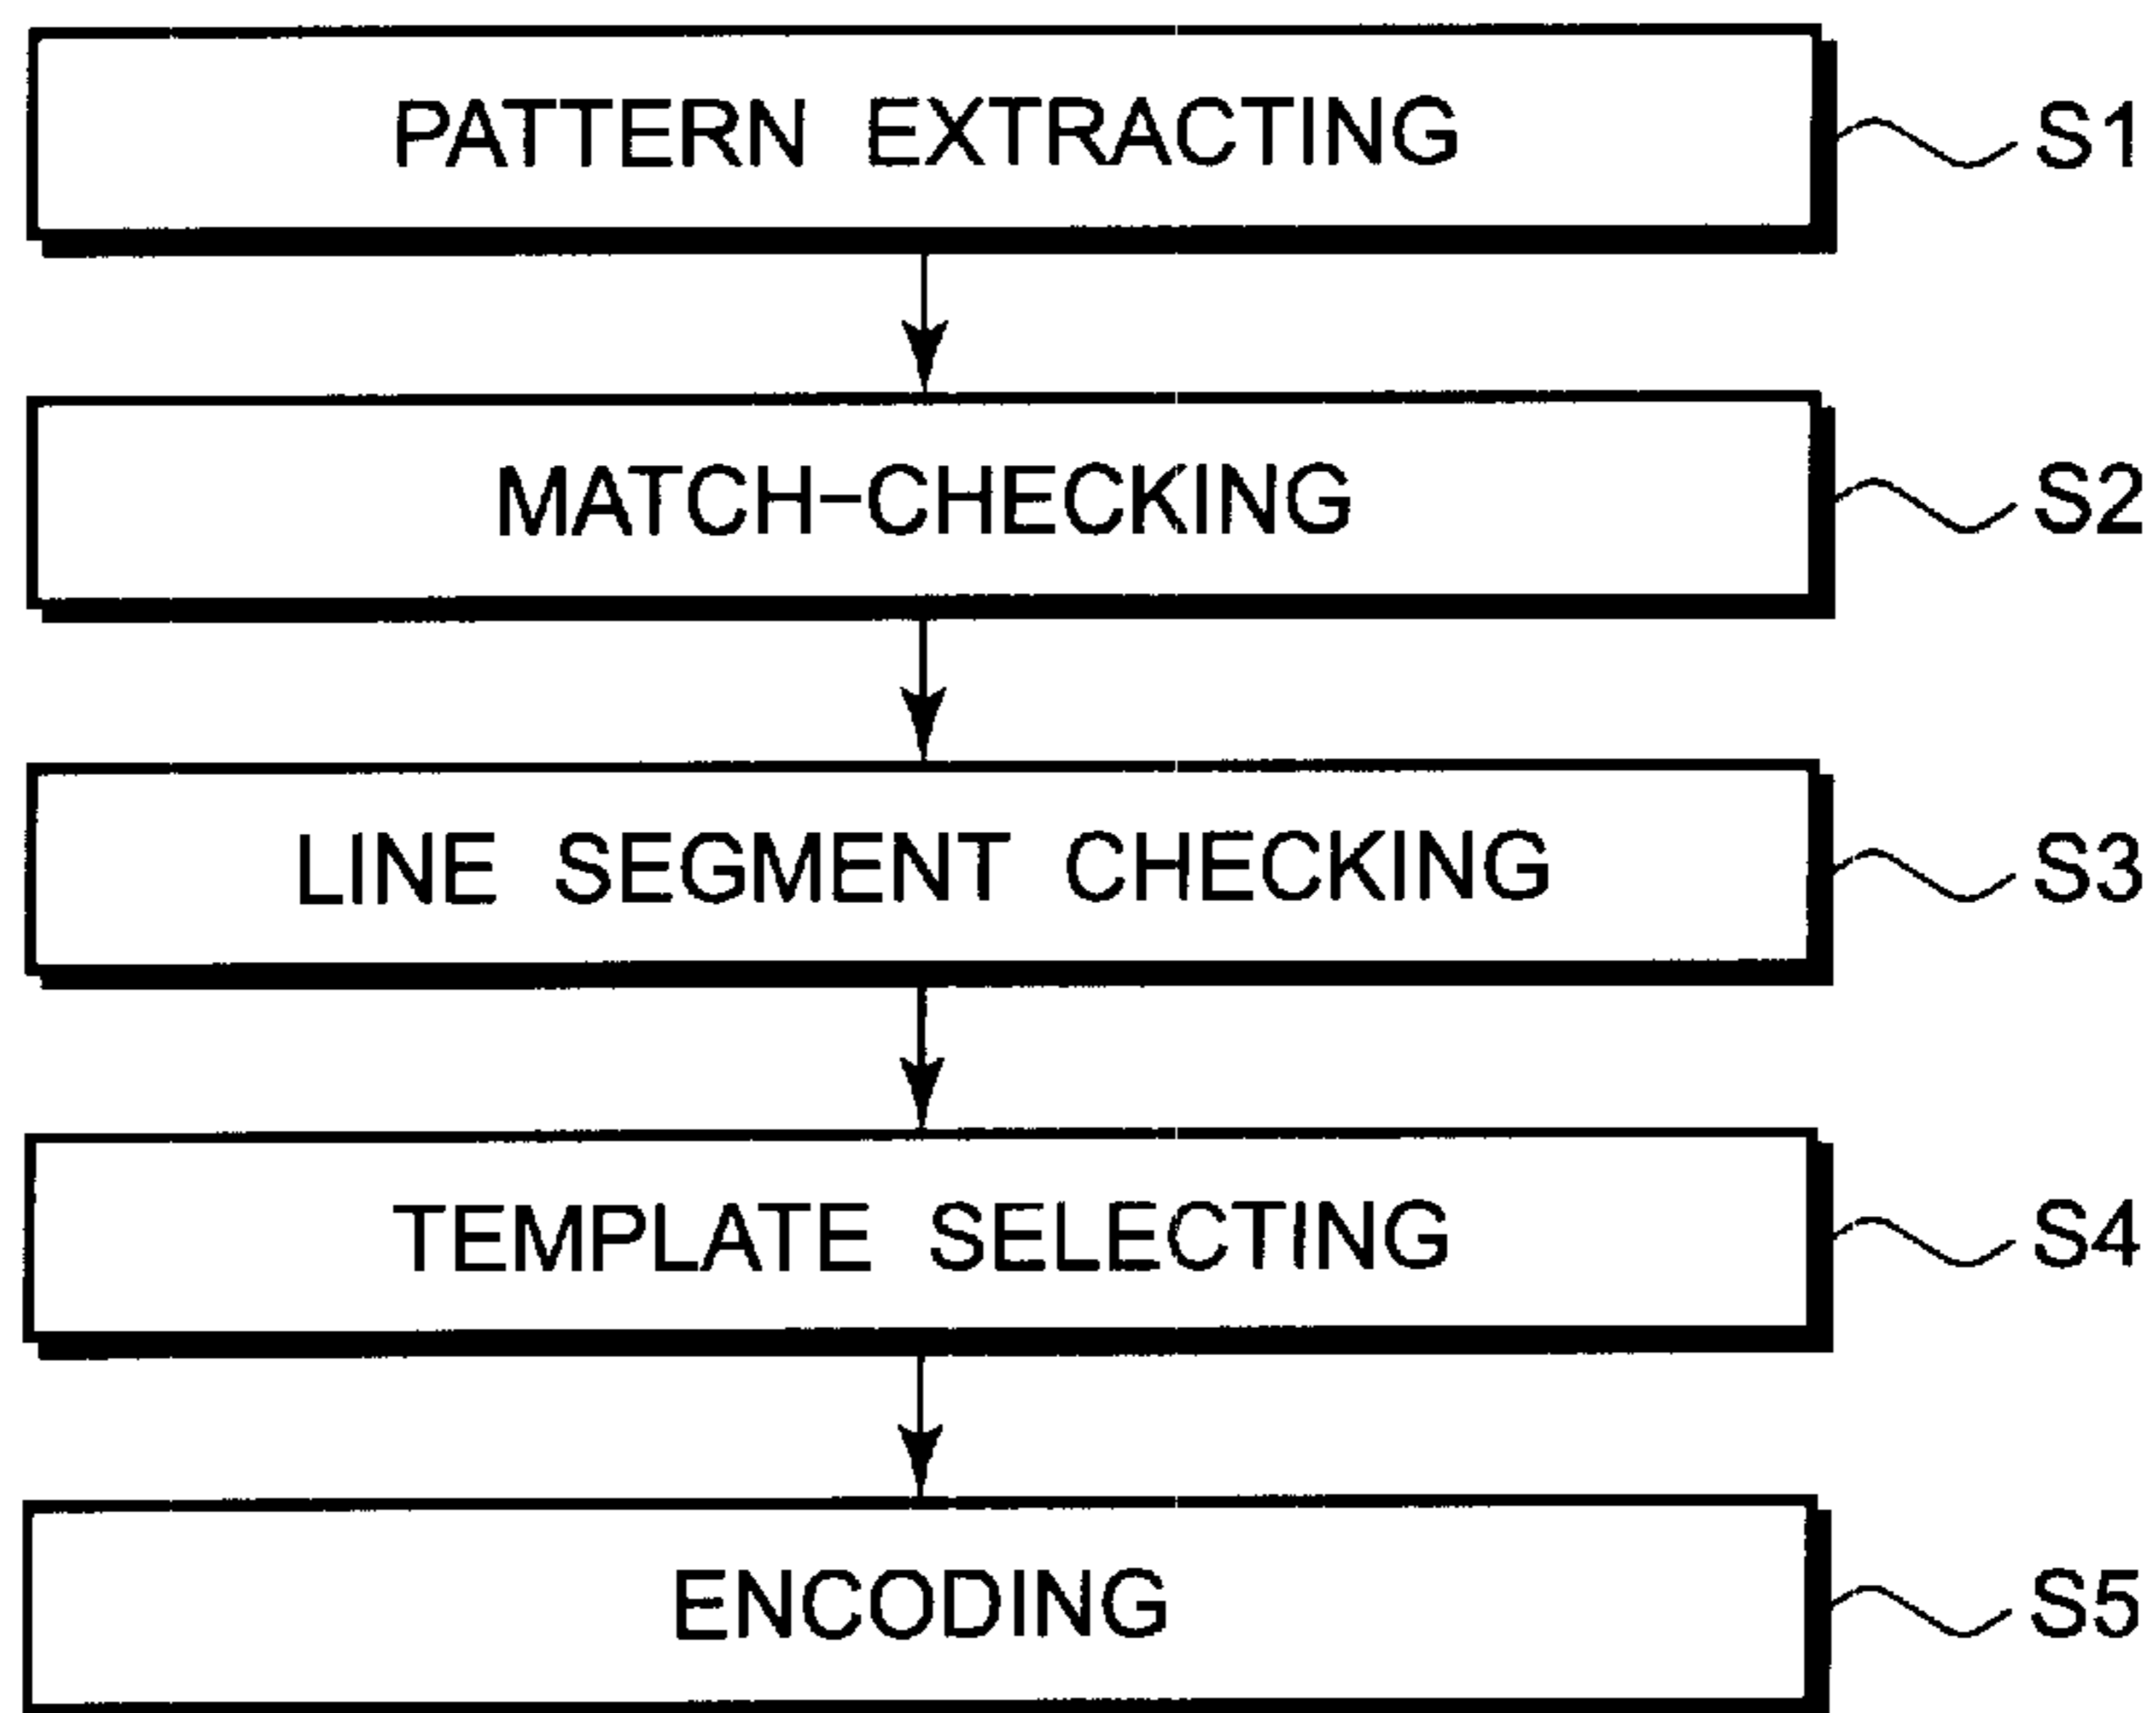 PATTERN EXTRACTING S1
MATCH-CHECKING S2
LINE SEGMENT CHECKING S3
TEMPLATE SELECTING S4
ENCODING S5